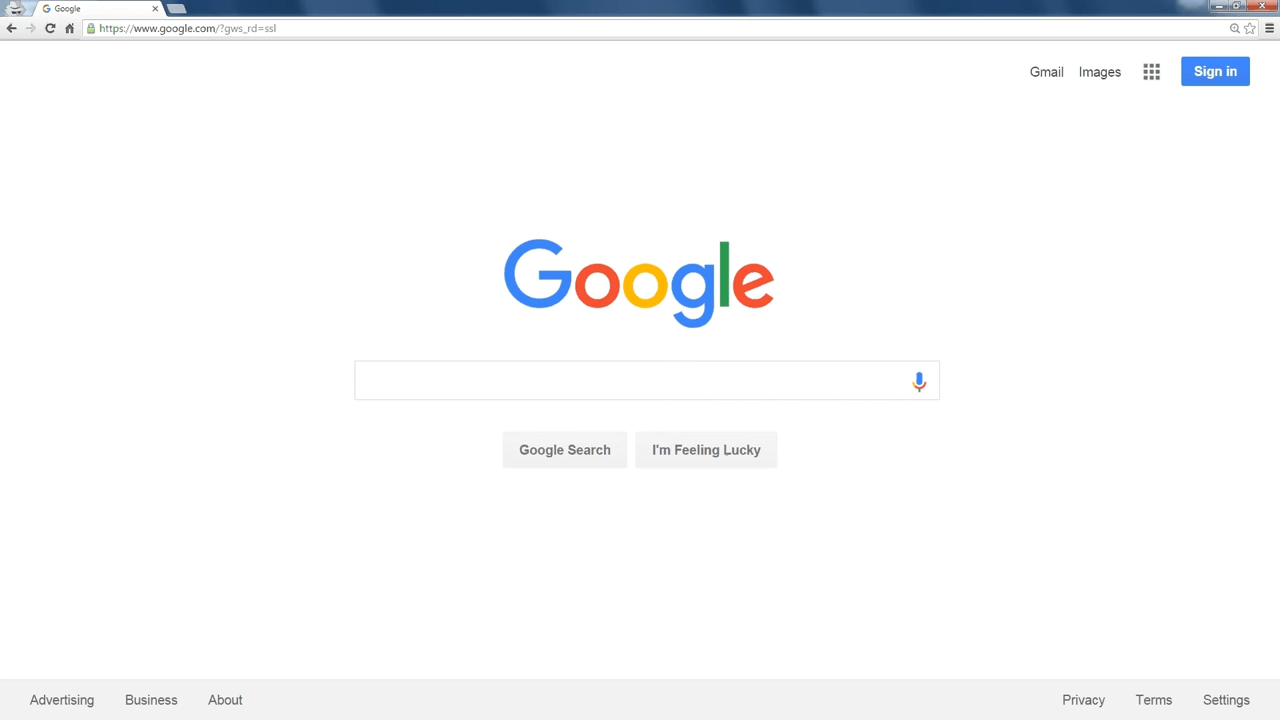 Google
https://www.google.com/?gws_rd=ssl
Gmail Images Sign in
Google
Google Search I'm Feeling Lucky
Advertising Business About Privacy Terms Settings